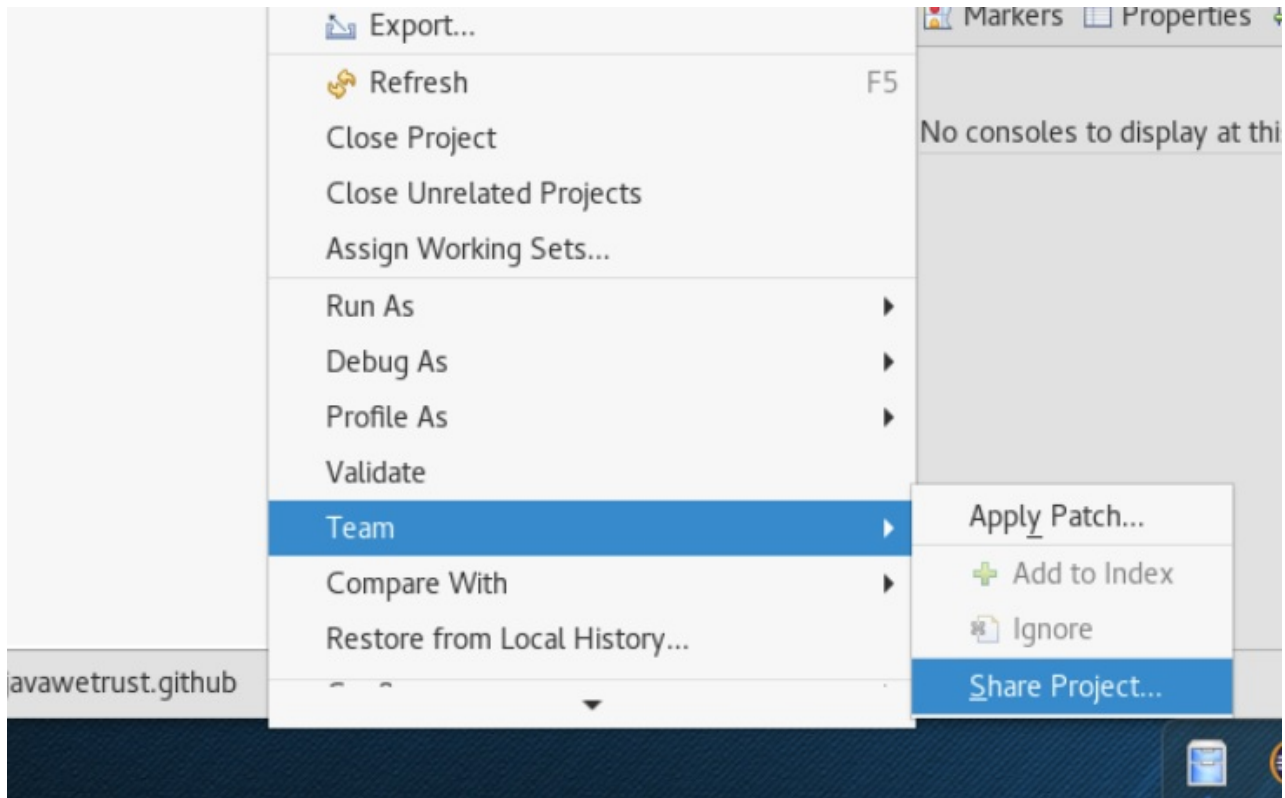 Export...
Markers Properties
Refresh F5
Close Project
No consoles to display at thi
Close Unrelated Projects
Assign Working Sets...
Run As
Debug As
Profile As
Validate
Team
Apply Patch...
Compare With
Add to Index
Restore from Local History...
Ignore
avawetrust.github
Share Project...